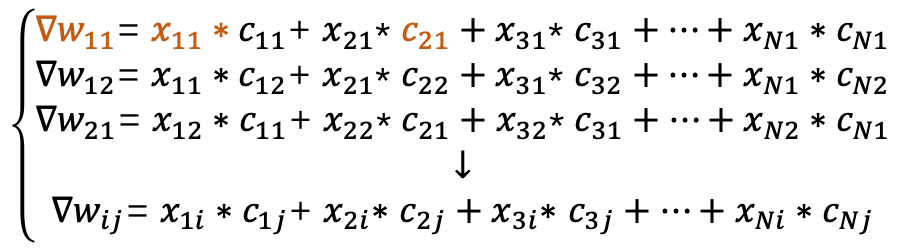 ∇w₁₁= x₁₁ * c₁₁+ x₂₁* c₂₁ + x₃₁* c₃₁ + ⋯ + x_N1 * c_N1
∇w₁₂= x₁₁ * c₁₂+ x₂₁* c₂₂ + x₃₁* c₃₂ + ⋯ + x_N1 * c_N2
∇w₂₁= x₁₂ * c₁₁+ x₂₂* c₂₁ + x₃₂* c₃₁ + ⋯ + x_N2 * c_N1
↓
∇w_ij= x_1i * c_1j+ x_2i* c_2j + x_3i* c_3j + ⋯ + x_Ni * c_Nj